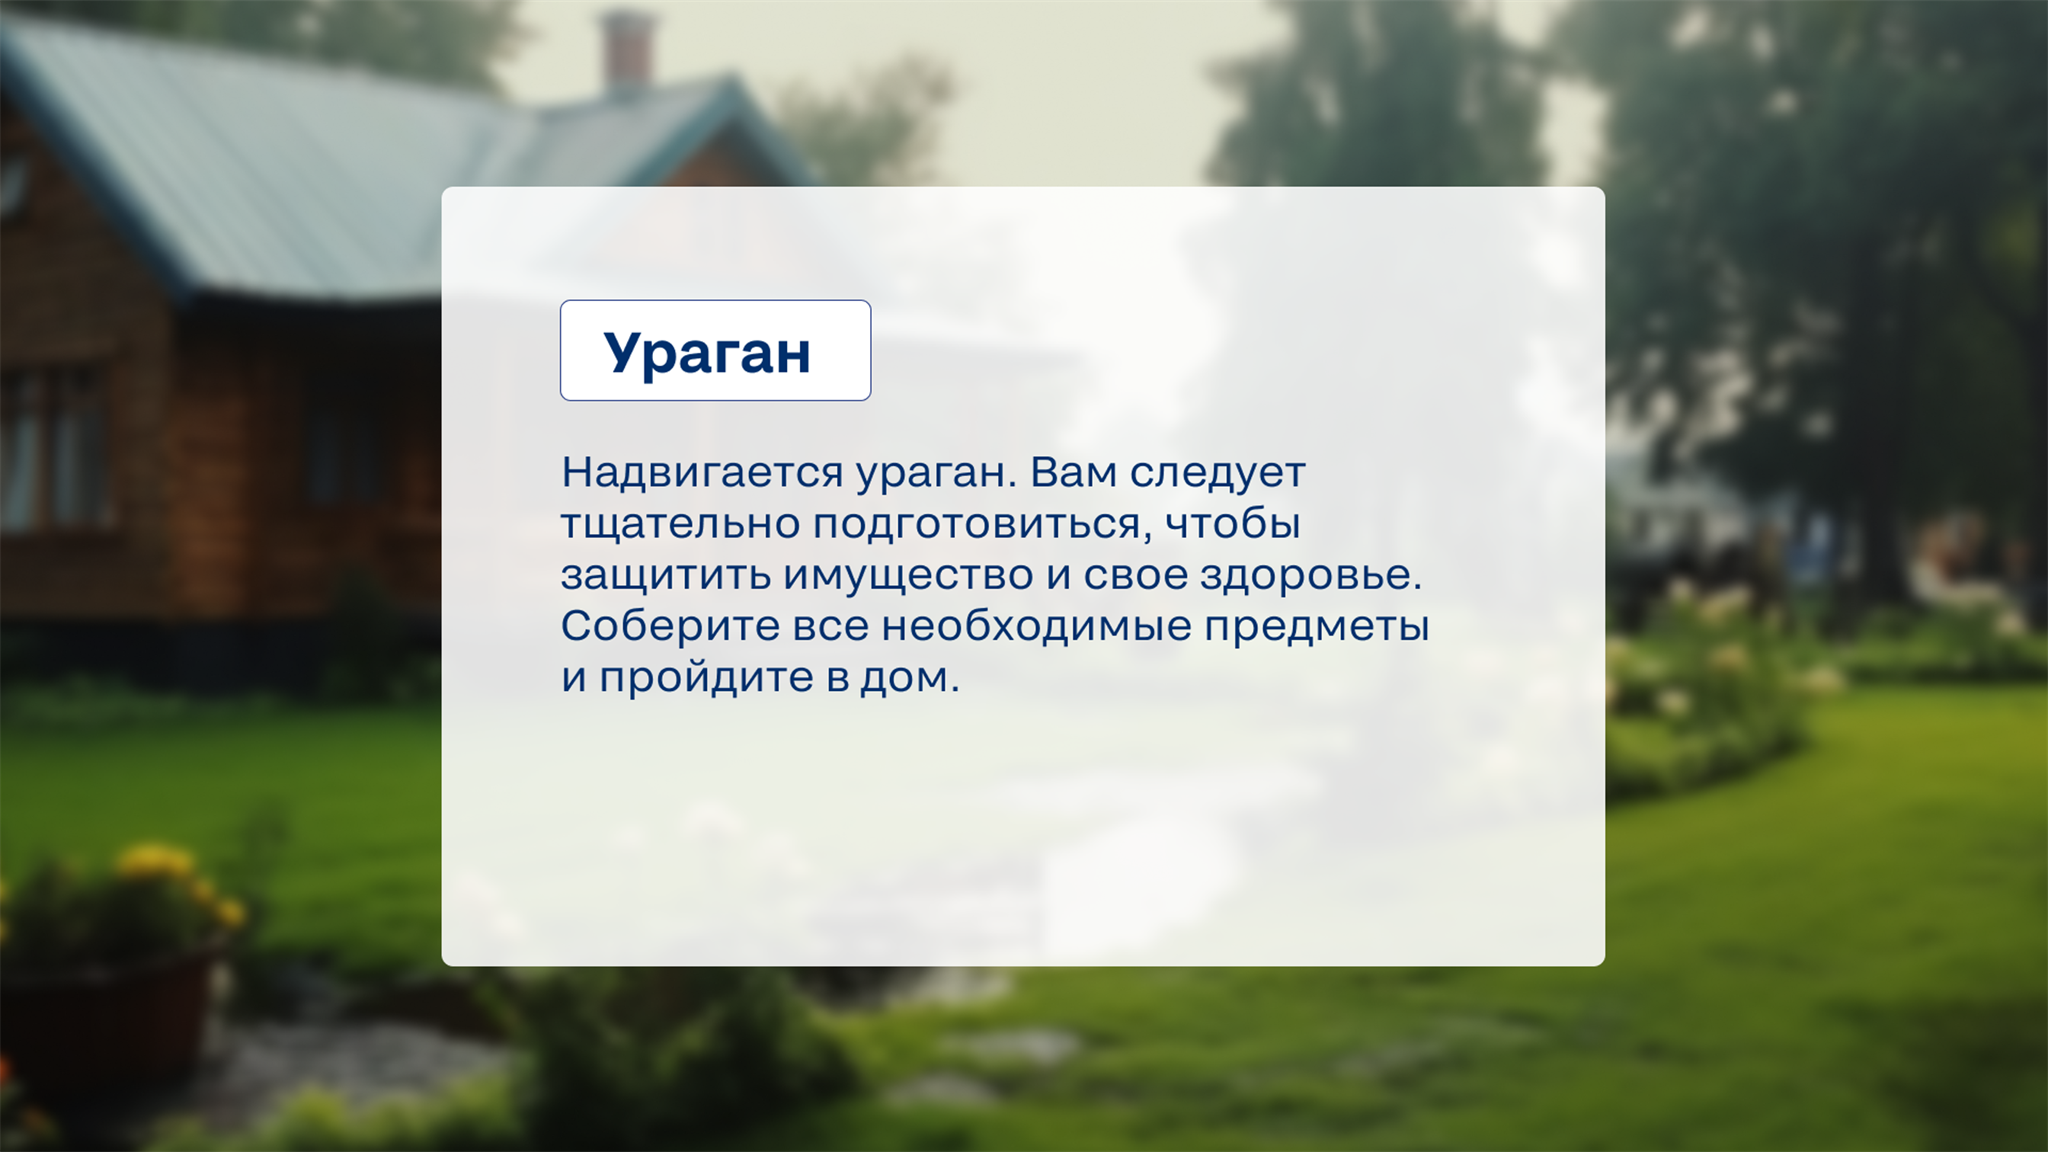 Ураган
Надвигается ураган. Вам следует
тщательно подготовиться, чтобы
защитить имущество и свое здоровье.
Соберите все необходимые предметы
и пройдите в дом.